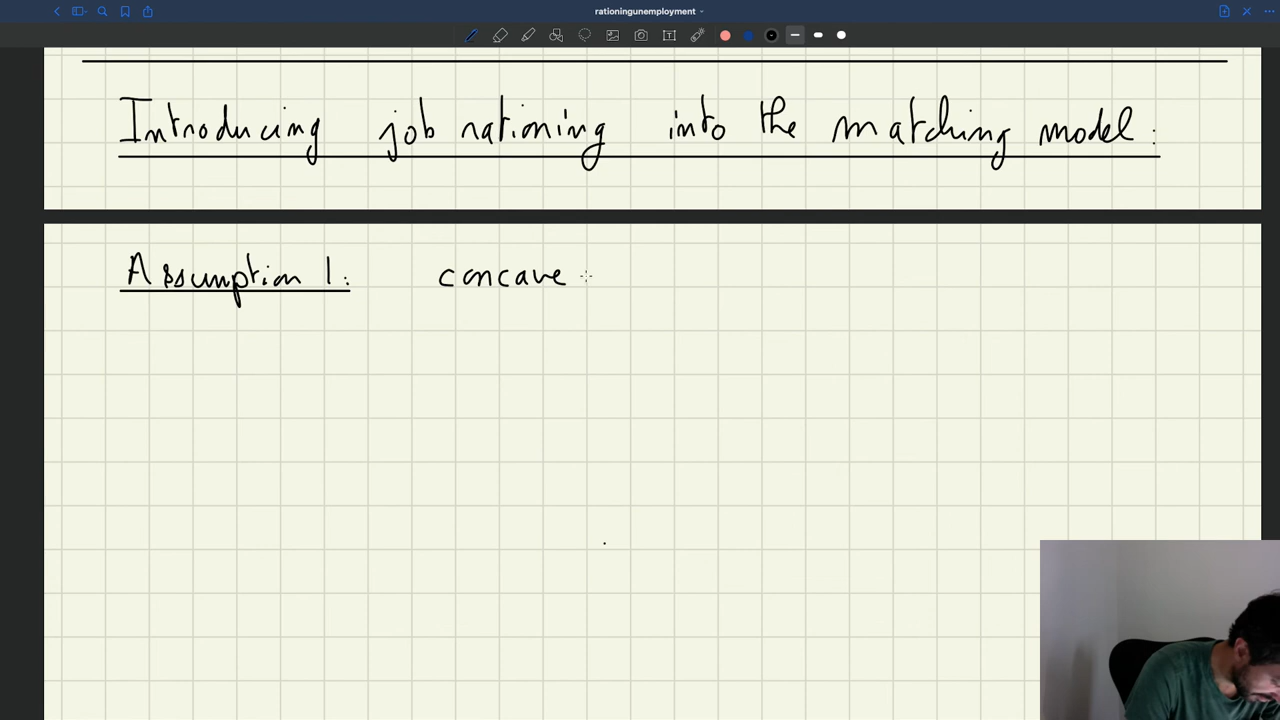 rationingunemployment
Introducing job rationing into the matching model:
Assumption 1: concave